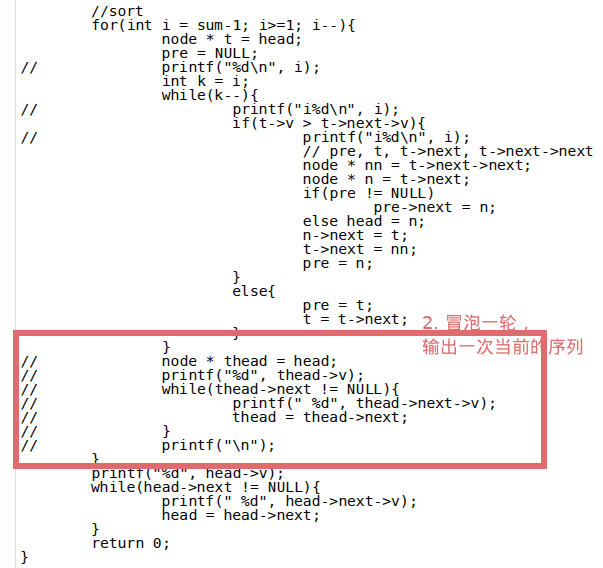 //sort
for(int i = sum-1; i>=1; i--){
node * t = head;
pre = NULL;
// printf("%d\n", i);
int k = i;
while(k--){
// printf("i%d\n", i);
if(t->v > t->next->v){
// printf("i%d\n", i);
// pre, t, t->next, t->next->next
node * nn = t->next->next;
node * n = t->next;
if(pre != NULL)
pre->next = n;
else head = n;
n->next = t;
t->next = nn;
pre = n;
}
else{
pre = t;
t = t->next;
2. 冒泡一轮，
}
输出一次当前的序列
}
// node * thead = head;
// printf("%d", thead->v);
// while(thead->next != NULL){
// printf(" %d", thead->next->v);
// thead = thead->next;
// }
// printf("\n");
}
printf("%d", head->v);
while(head->next != NULL){
printf(" %d", head->next->v);
head = head->next;
}
return 0;
}